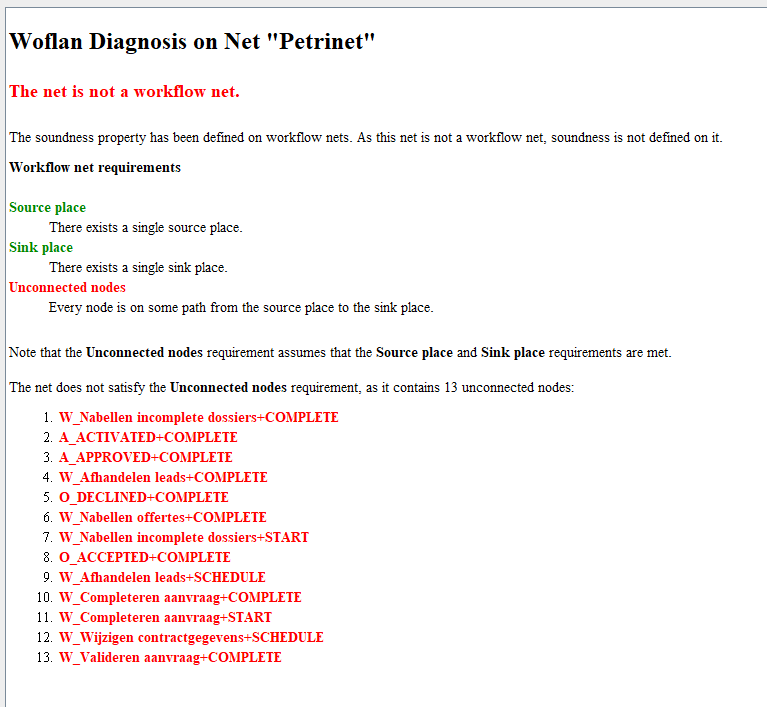 Woflan Diagnosis on Net "Petrinet"
The net is not a workflow net.
The soundness property has been defined on workflow nets. As this net is not a workflow net, soundness is not defined on it.
Workflow net requirements
Source place
There exists a single source place.
Sink place
There exists a single sink place.
Unconnected nodes
Every node is on some path from the source place to the sink place.
Note that the Unconnected nodes requirement assumes that the Source place and Sink place requirements are met.
The net does not satisfy the Unconnected nodes requirement, as it contains 13 unconnected nodes:
1. W_Nabellen incomplete dossiers+COMPLETE
2. A_ACTIVATED+COMPLETE
3. A_APPROVED+COMPLETE
4. W_Afhandelen leads+COMPLETE
5. O_DECLINED+COMPLETE
6. W_Nabellen offertes+COMPLETE
7. W_Nabellen incomplete dossiers+START
8. O_ACCEPTED+COMPLETE
9. W_Afhandelen leads+SCHEDULE
10. W_Completeren aanvraag+COMPLETE
11. W_Completeren aanvraag+START
12. W_Wijzigen contractgegevens+SCHEDULE
13. W_Valideren aanvraag+COMPLETE